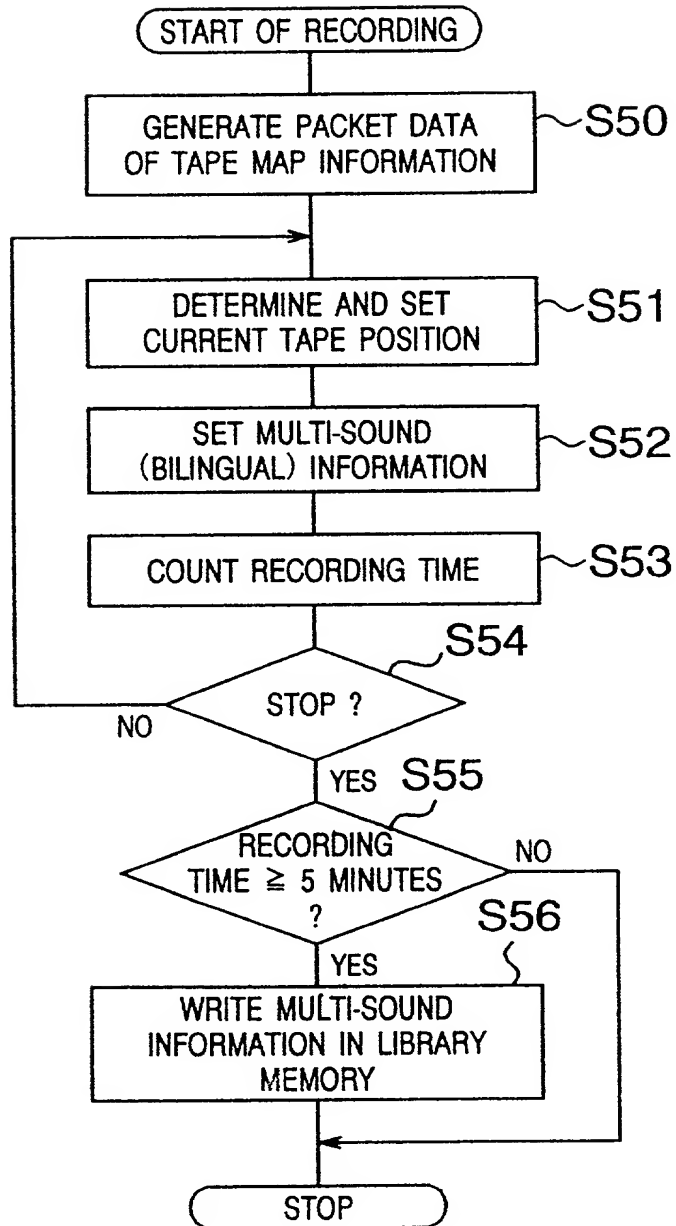 START OF RECORDING
GENERATE PACKET DATA
OF TAPE MAP INFORMATION
S50
DETERMINE AND SET
CURRENT TAPE POSITION
S51
SET MULTI-SOUND
(BILINGUAL) INFORMATION
S52
COUNT RECORDING TIME
S53
S54
STOP ?
NO
YES
S55
RECORDING
TIME ≧ 5 MINUTES
?
NO
YES
S56
WRITE MULTI-SOUND
INFORMATION IN LIBRARY
MEMORY
STOP